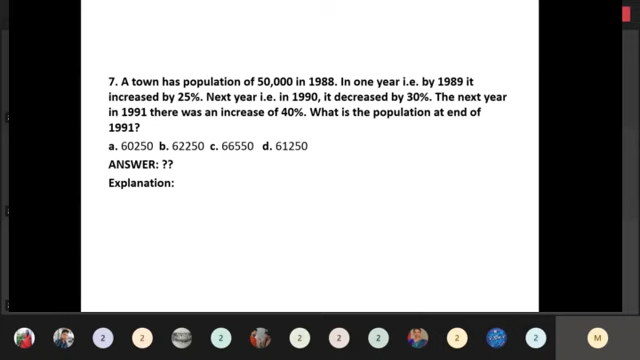 7. A town has population of 50,000 in 1988. In one year i.e. by 1989 it
increased by 25%. Next year i.e. in 1990, it decreased by 30%. The next year
in 1991 there was an increase of 40%. What is the population at end of
1991?
a. 60250 b. 62250 c. 66550 d. 61250
ANSWER: ??
Explanation:
2 2 2 2 2 2 2 2 M